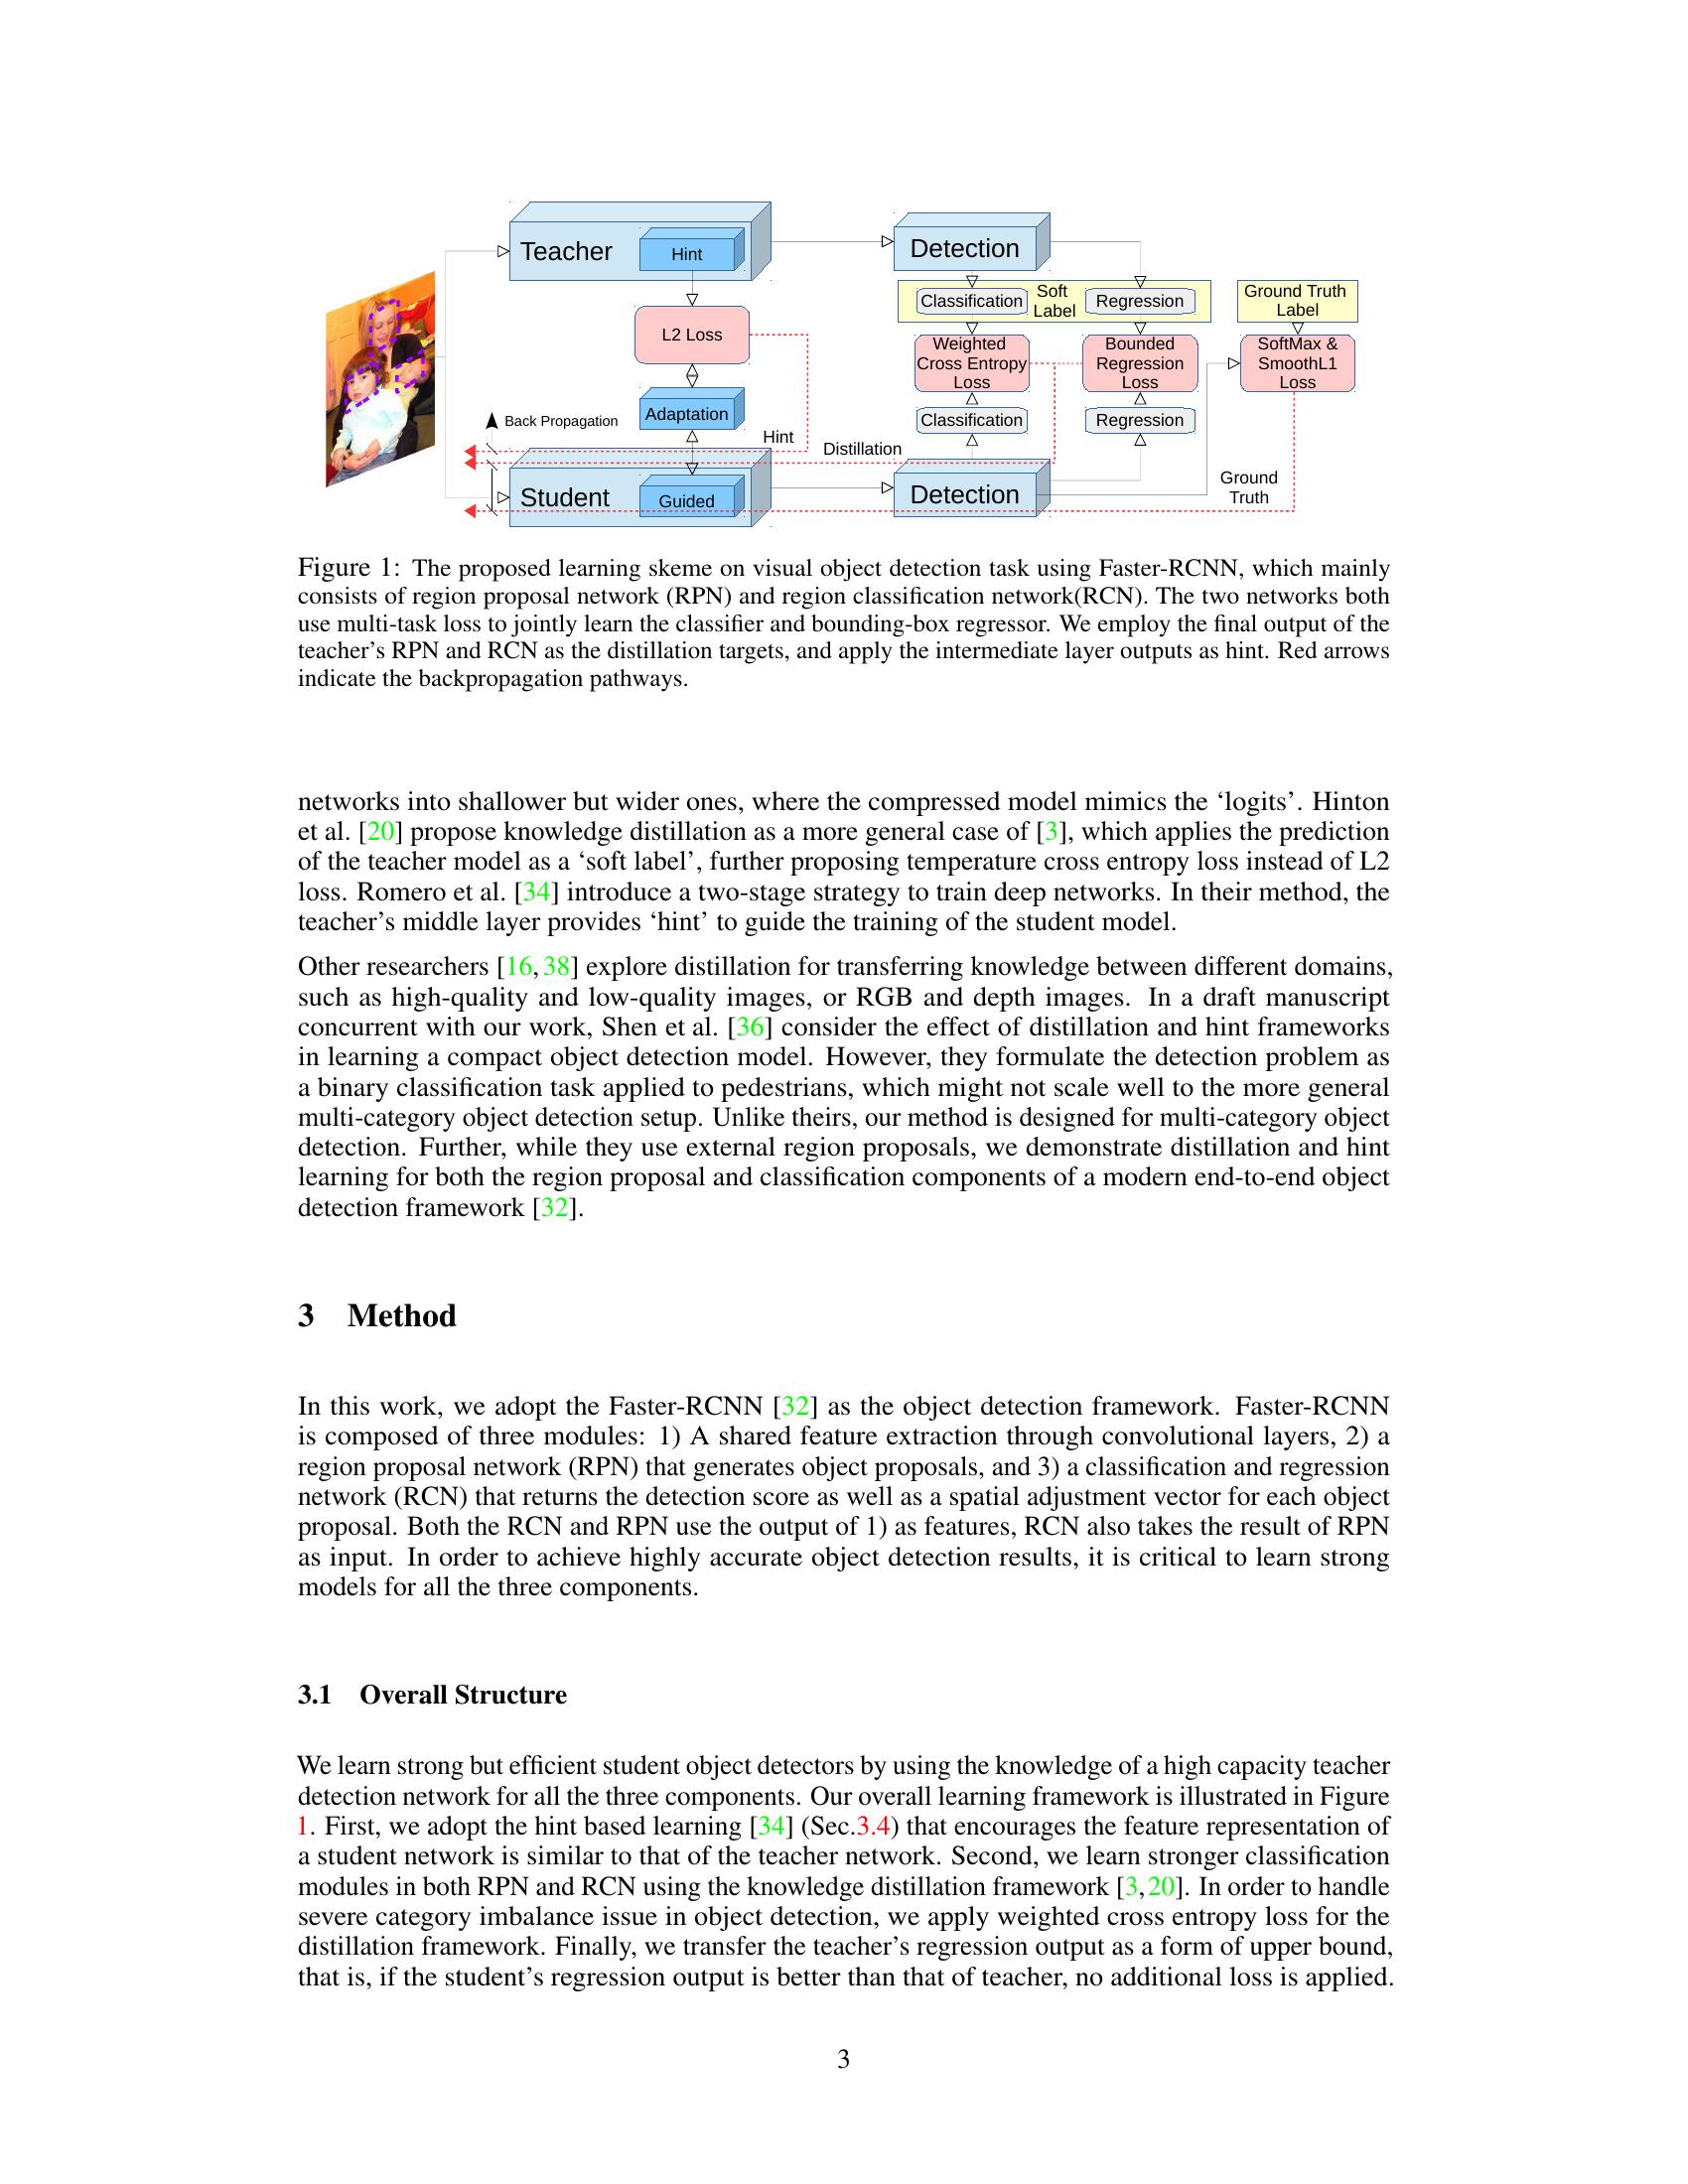 Teacher
Hint
Detection
Classification
Soft
Label
Regression
Ground Truth
Label
L2 Loss
Weighted
Cross Entropy
Loss
Bounded
Regression
Loss
SoftMax &
SmoothL1
Loss
Adaptation
Back Propagation
Classification
Regression
Hint
Distillation
Student
Guided
Detection
Ground
Truth
Figure 1: The proposed learning skeme on visual object detection task using Faster-RCNN, which mainly
consists of region proposal network (RPN) and region classification network(RCN). The two networks both
use multi-task loss to jointly learn the classifier and bounding-box regressor. We employ the final output of the
teacher's RPN and RCN as the distillation targets, and apply the intermediate layer outputs as hint. Red arrows
indicate the backpropagation pathways.
networks into shallower but wider ones, where the compressed model mimics the ‘logits’. Hinton
et al. [20] propose knowledge distillation as a more general case of [3], which applies the prediction
of the teacher model as a ‘soft label’, further proposing temperature cross entropy loss instead of L2
loss. Romero et al. [34] introduce a two-stage strategy to train deep networks. In their method, the
teacher’s middle layer provides ‘hint’ to guide the training of the student model.
Other researchers [16, 38] explore distillation for transferring knowledge between different domains,
such as high-quality and low-quality images, or RGB and depth images. In a draft manuscript
concurrent with our work, Shen et al. [36] consider the effect of distillation and hint frameworks
in learning a compact object detection model. However, they formulate the detection problem as
a binary classification task applied to pedestrians, which might not scale well to the more general
multi-category object detection setup. Unlike theirs, our method is designed for multi-category object
detection. Further, while they use external region proposals, we demonstrate distillation and hint
learning for both the region proposal and classification components of a modern end-to-end object
detection framework [32].
3 Method
In this work, we adopt the Faster-RCNN [32] as the object detection framework. Faster-RCNN
is composed of three modules: 1) A shared feature extraction through convolutional layers, 2) a
region proposal network (RPN) that generates object proposals, and 3) a classification and regression
network (RCN) that returns the detection score as well as a spatial adjustment vector for each object
proposal. Both the RCN and RPN use the output of 1) as features, RCN also takes the result of RPN
as input. In order to achieve highly accurate object detection results, it is critical to learn strong
models for all the three components.
3.1 Overall Structure
We learn strong but efficient student object detectors by using the knowledge of a high capacity teacher
detection network for all the three components. Our overall learning framework is illustrated in Figure
1. First, we adopt the hint based learning [34] (Sec.3.4) that encourages the feature representation of
a student network is similar to that of the teacher network. Second, we learn stronger classification
modules in both RPN and RCN using the knowledge distillation framework [3, 20]. In order to handle
severe category imbalance issue in object detection, we apply weighted cross entropy loss for the
distillation framework. Finally, we transfer the teacher’s regression output as a form of upper bound,
that is, if the student’s regression output is better than that of teacher, no additional loss is applied.
3